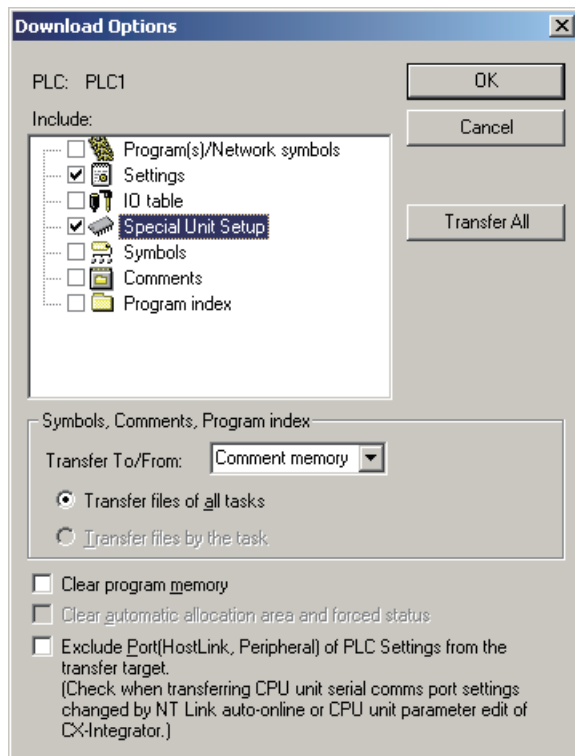 Download Options
PLC: PLC1
OK
Include:
Cancel
Program(s)/Network symbols
Settings
IO table
Special Unit Setup
Transfer All
Symbols
Comments
Program index
Symbols, Comments, Program index
Transfer To/From: Comment memory
Transfer files of all tasks
Transfer files by the task
Clear program memory
Clear automatic allocation area and forced status
Exclude Port(HostLink, Peripheral) of PLC Settings from the
transfer target.
(Check when transferring CPU unit serial comms port settings
changed by NT Link auto-online or CPU unit parameter edit of
CX-Integrator.)